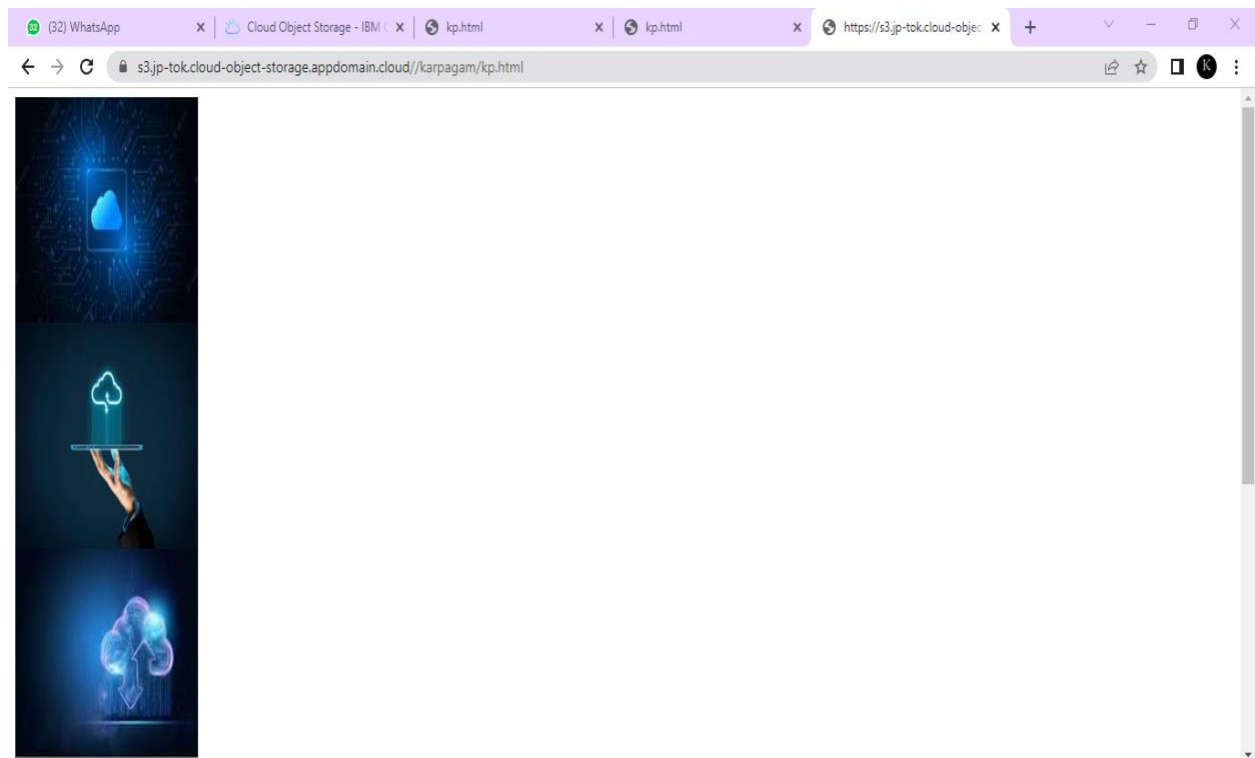 32 (32) WhatsApp Cloud Object Storage - IBM C kp.html kp.html https://s3.jp-tok.cloud-objec
s3.jp-tok.cloud-object-storage.appdomain.cloud//karpagam/kp.html K